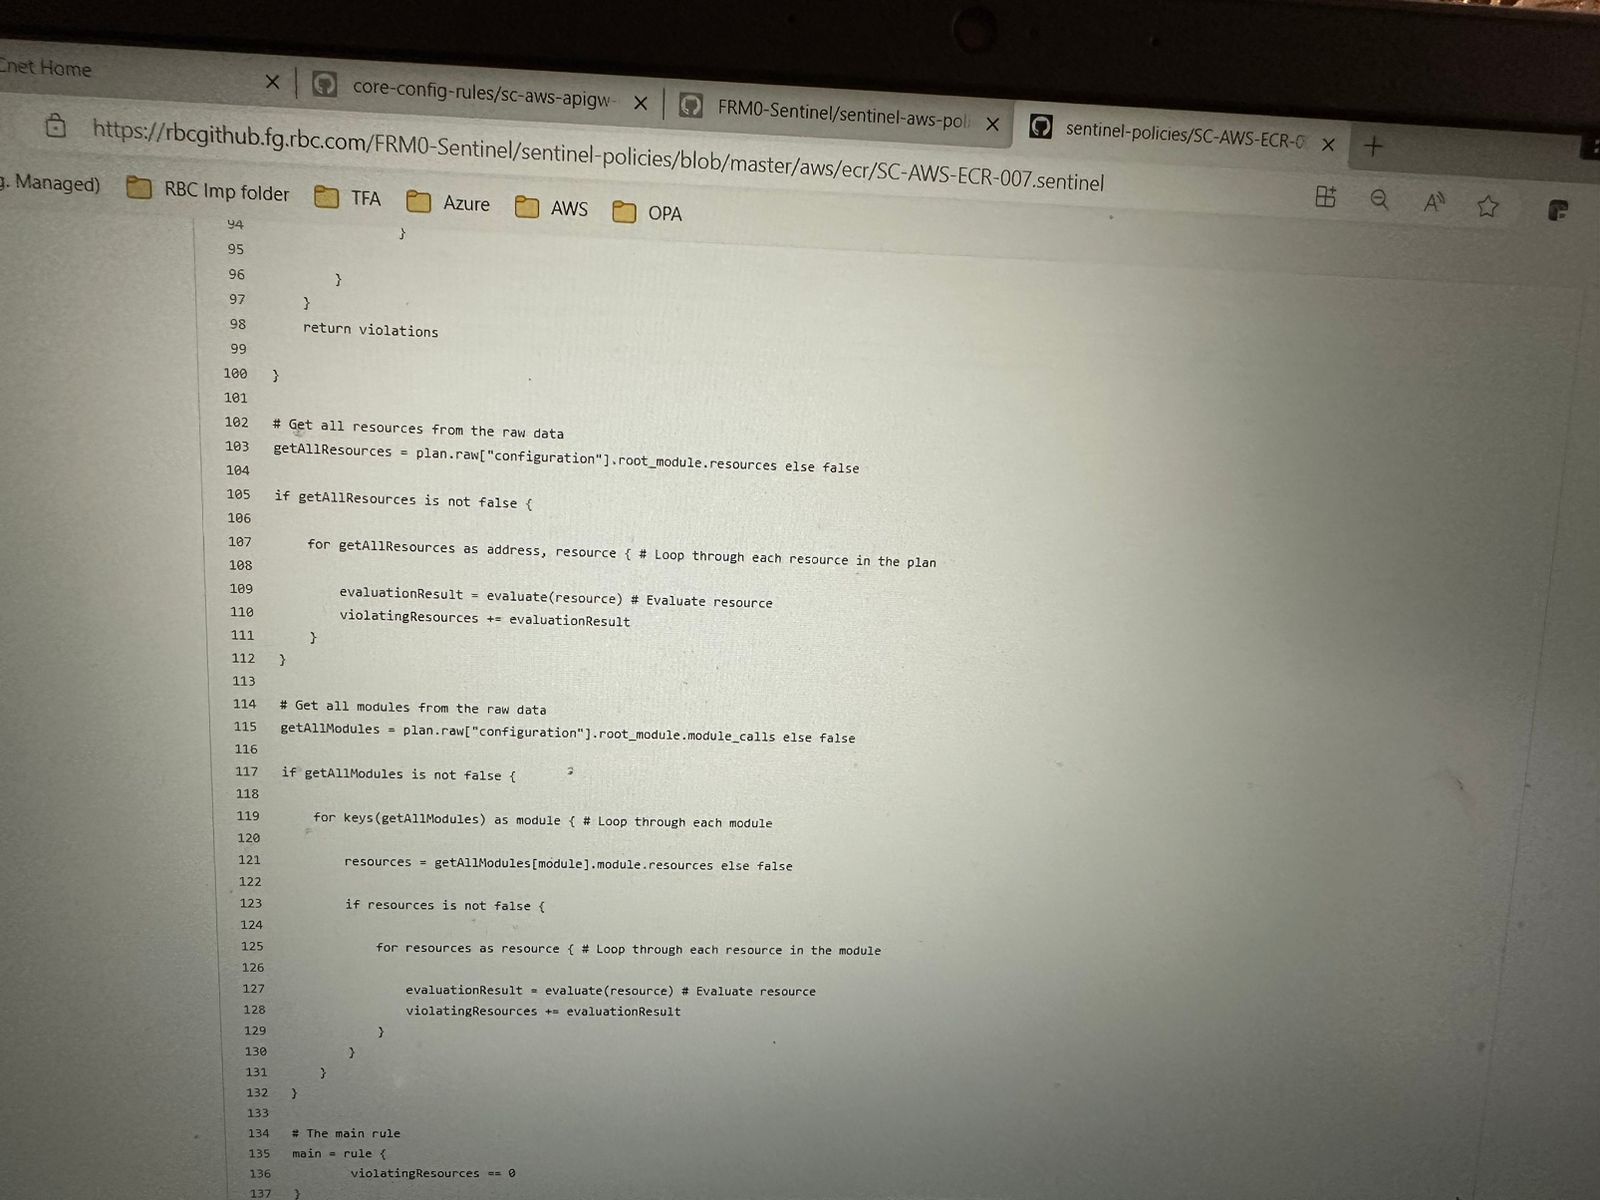 Cnet Home
core-config-rules/sc-aws-apigw-
FRM0-Sentinel/sentinel-aws-pol
sentinel-policies/SC-AWS-ECR-0
https://rbcgithub.fg.rbc.com/FRM0-Sentinel/sentinel-policies/blob/master/aws/ecr/SC-AWS-ECR-007.sentinel
g. Managed) RBC Imp folder TFA Azure AWS OPA
94 }
95
96 }
97 }
98 return violations
99
100 }
101
102 # Get all resources from the raw data
103 getAllResources = plan.raw["configuration"].root_module.resources else false
104
105 if getAllResources is not false {
106
107 for getAllResources as address, resource { # Loop through each resource in the plan
108
109 evaluationResult = evaluate(resource) # Evaluate resource
110 violatingResources += evaluationResult
111 }
112 }
113
114 # Get all modules from the raw data
115 getAllModules = plan.raw["configuration"].root_module.module_calls else false
116
117 if getAllModules is not false {
118
119 for keys(getAllModules) as module { # Loop through each module
120
121 resources = getAllModules[module].module.resources else false
122
123 if resources is not false {
124
125 for resources as resource { # Loop through each resource in the module
126
127 evaluationResult = evaluate(resource) # Evaluate resource
128 violatingResources += evaluationResult
129 }
130 }
131 }
132 }
133
134 # The main rule
135 main = rule {
136 violatingResources == 0
137 }